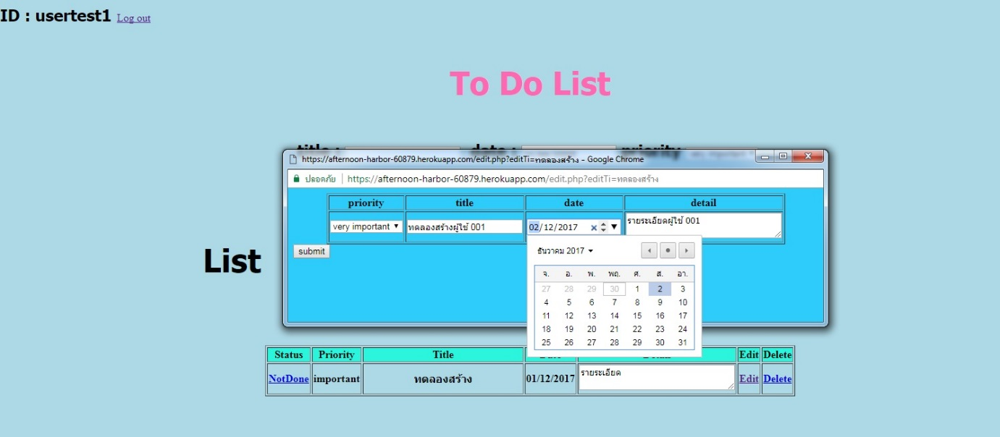 ID : usertest1 Log out
To Do List
title : date : priority
https://afternoon-harbor-60879.herokuapp.com/edit.php?editTi=ทดลองสร้าง - Google Chrome
ปลอดภัย https://afternoon-harbor-60879.herokuapp.com/edit.php?editTi=ทดลองสร้าง
priority title date detail
very important ทดลองสร้างผู้ใช้ 001 02/12/2017 รายระเอียดผู้ใช้ 001
submit
ธันวาคม 2017
List
จ. อ. พ. พฤ. ศ. ส. อา.
27 28 29 30 1 2 3
4 5 6 7 8 9 10
11 12 13 14 15 16 17
18 19 20 21 22 23 24
25 26 27 28 29 30 31
Status Priority Title Edit Delete
NotDone important ทดลองสร้าง 01/12/2017 รายระเอียด Edit Delete